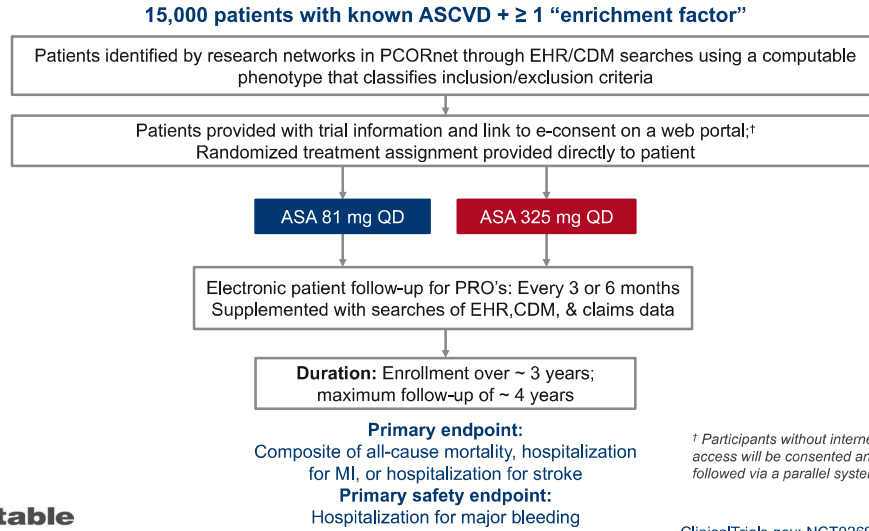 15,000 patients with known ASCVD + ≥ 1 “enrichment factor”
Patients identified by research networks in PCORnet through EHR/CDM searches using a computable
phenotype that classifies inclusion/exclusion criteria
Patients provided with trial information and link to e-consent on a web portal;†
Randomized treatment assignment provided directly to patient
ASA 81 mg QD
ASA 325 mg QD
Electronic patient follow-up for PRO’s: Every 3 or 6 months
Supplemented with searches of EHR,CDM, & claims data
Duration: Enrollment over ~ 3 years;
maximum follow-up of ~ 4 years
Primary endpoint:
Composite of all-cause mortality, hospitalization
for MI, or hospitalization for stroke
Primary safety endpoint:
Hospitalization for major bleeding
† Participants without interne
access will be consented an
followed via a parallel system
table